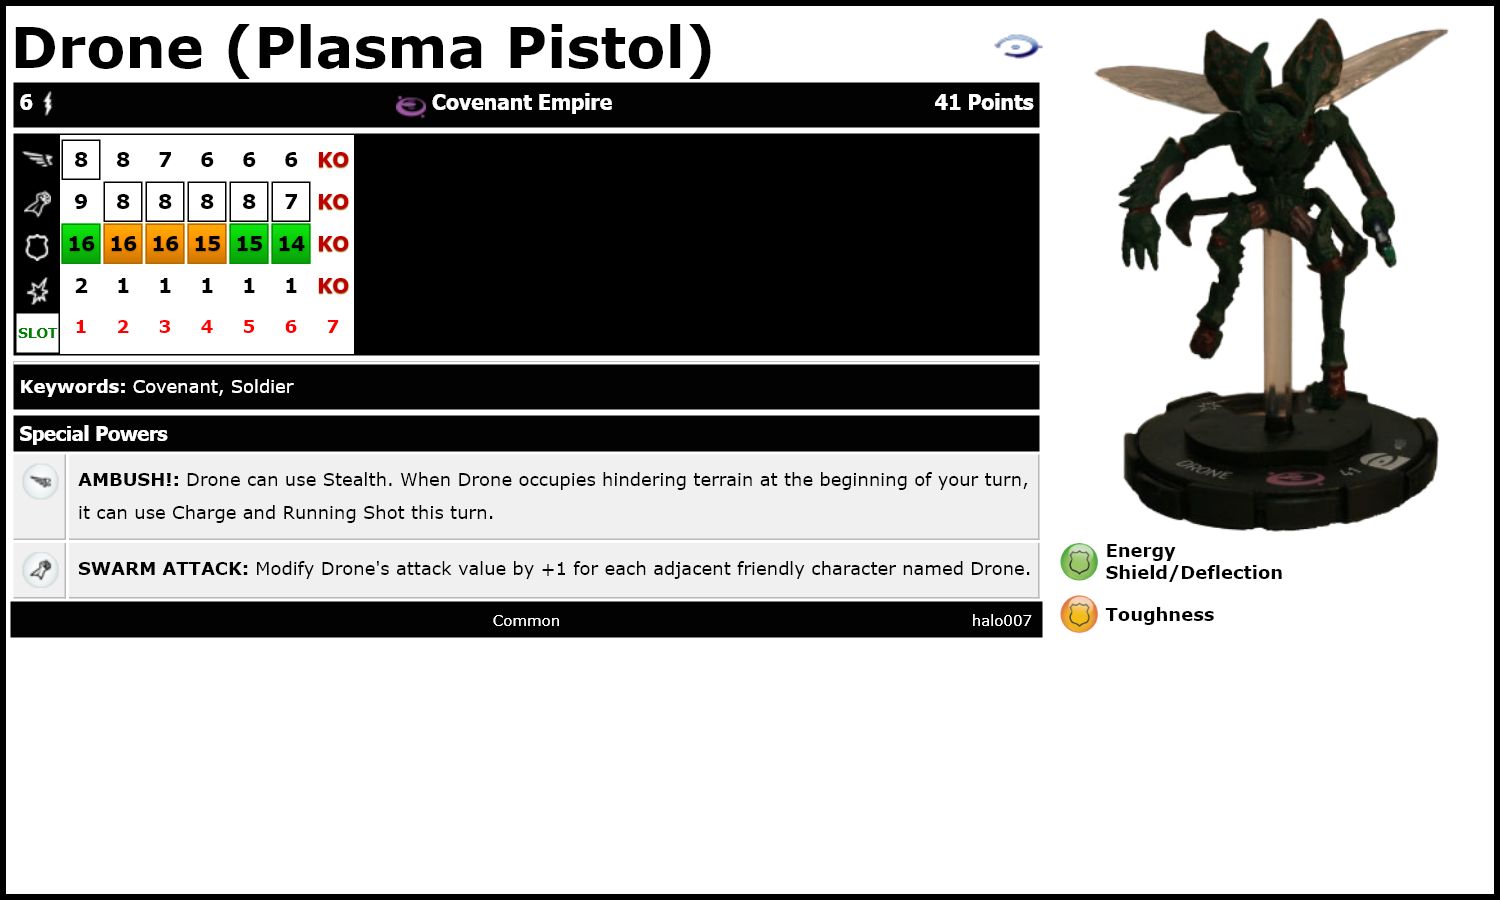 Drone (Plasma Pistol)
6 Covenant Empire 41 Points
8 8 7 6 6 6 KO
9 8 8 8 8 7 KO
16 16 16 15 15 14 KO
2 1 1 1 1 1 KO
SLOT 1 2 3 4 5 6 7
Keywords: Covenant, Soldier
Special Powers
AMBUSH!: Drone can use Stealth. When Drone occupies hindering terrain at the beginning of your turn,
it can use Charge and Running Shot this turn.
SWARM ATTACK: Modify Drone's attack value by +1 for each adjacent friendly character named Drone.
Common halo007
DRONE 41
Energy
Shield/Deflection
Toughness